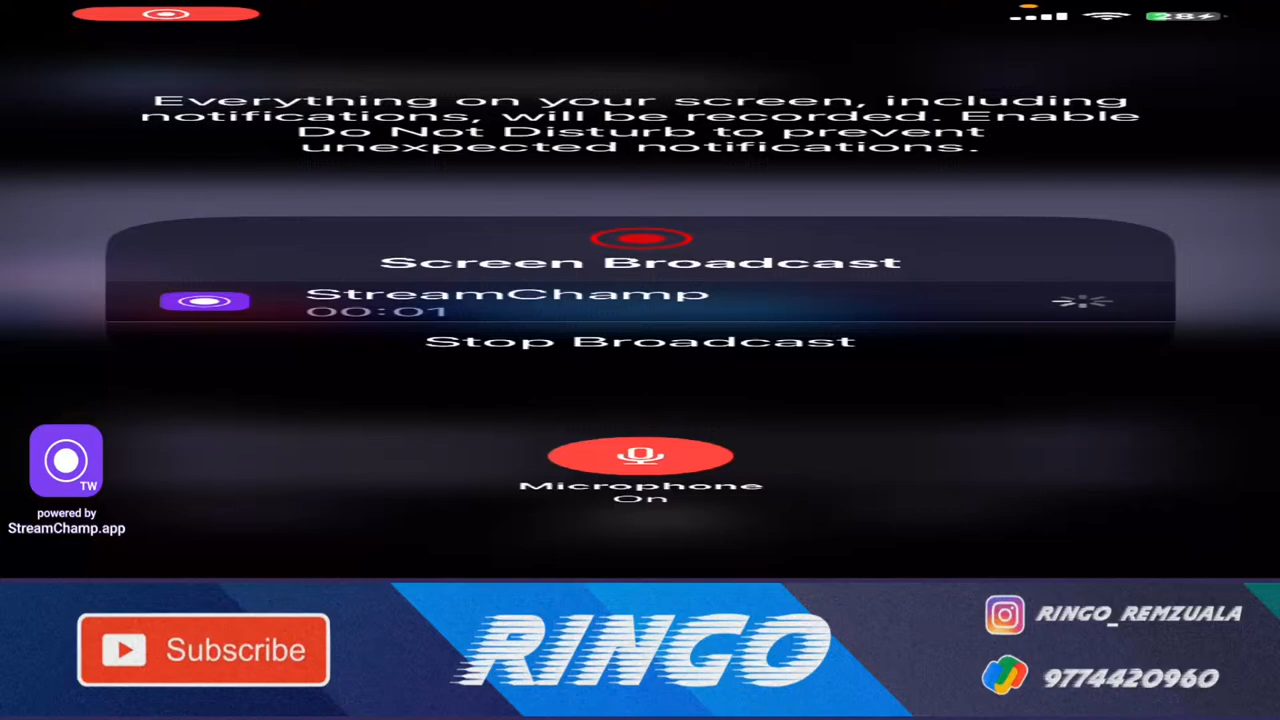 28
Everything on your screen, including
notifications, will be recorded. Enable
Do Not Disturb to prevent
unexpected notifications.
Screen Broadcast
StreamChamp
00:01
Stop Broadcast
Microphone
On
TW
powered by
StreamChamp.app
Subscribe
RINGO
RINGO_REMZUALA
9774420960